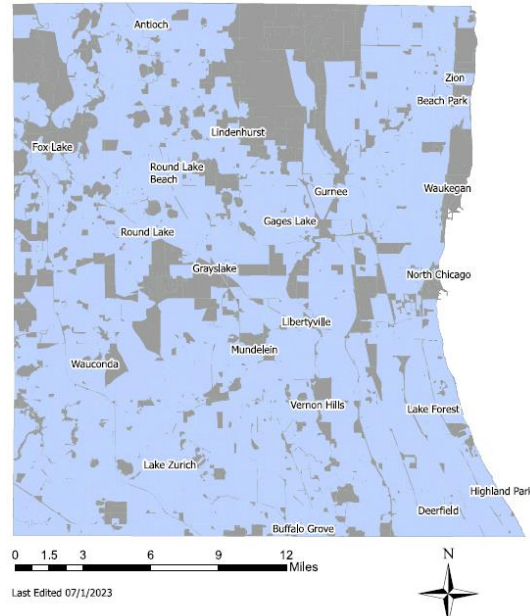 Antioch
Zion
Beach Park
Lindenhurst
Fox Lake
Round Lake
Beach
Gurnee
Waukegan
Gages Lake
Round Lake
Grayslake
North Chicago
Libertyville
Mundelein
Wauconda
Vernon Hills
Lake Forest
Lake Zurich
Highland Park
Deerfield
Buffalo Grove
0 1.5 3 6 9 12
Miles
N
Last Edited 07/1/2023